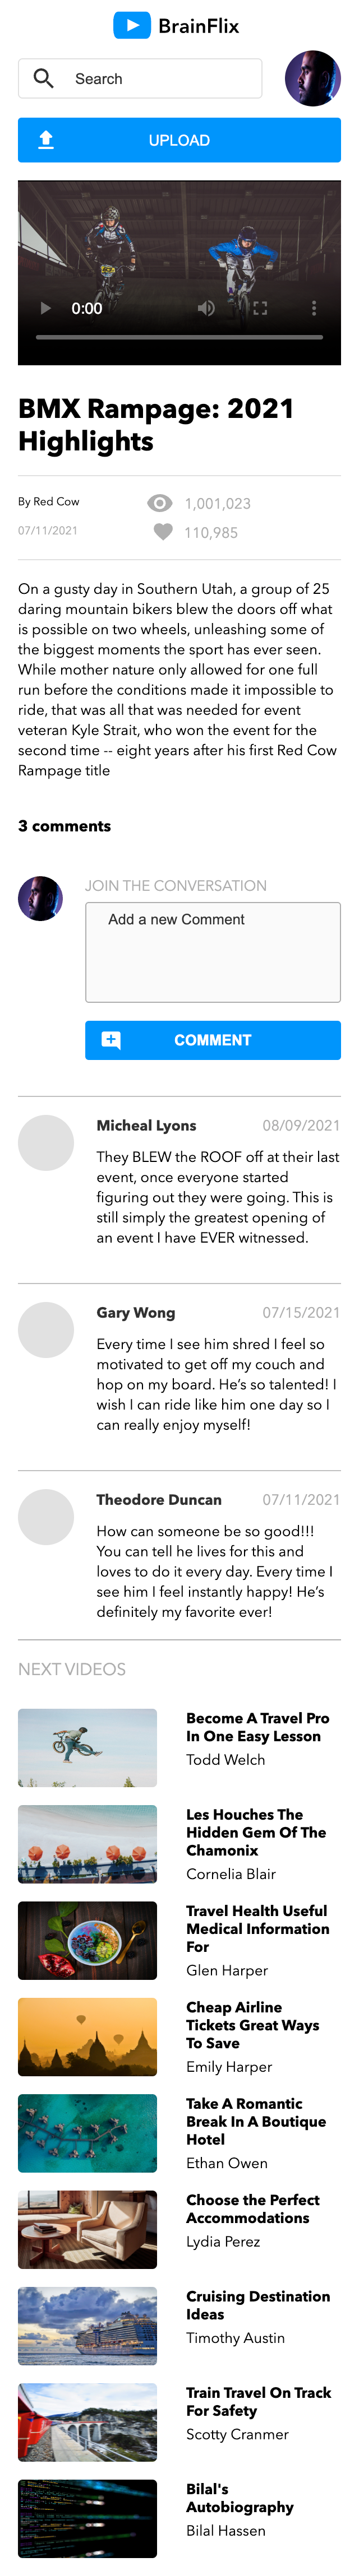 BrainFlix
Search
UPLOAD
0:00
BMX Rampage: 2021
Highlights
By Red Cow
1,001,023
07/11/2021
110,985
On a gusty day in Southern Utah, a group of 25
daring mountain bikers blew the doors off what
is possible on two wheels, unleashing some of
the biggest moments the sport has ever seen.
While mother nature only allowed for one full
run before the conditions made it impossible to
ride, that was all that was needed for event
veteran Kyle Strait, who won the event for the
second time -- eight years after his first Red Cow
Rampage title
3 comments
JOIN THE CONVERSATION
Add a new Comment
COMMENT
Micheal Lyons
08/09/2021
They BLEW the ROOF off at their last
event, once everyone started
figuring out they were going. This is
still simply the greatest opening of
an event I have EVER witnessed.
Gary Wong
07/15/2021
Every time I see him shred I feel so
motivated to get off my couch and
hop on my board. He’s so talented! I
wish I can ride like him one day so I
can really enjoy myself!
Theodore Duncan
07/11/2021
How can someone be so good!!!
You can tell he lives for this and
loves to do it every day. Every time I
see him I feel instantly happy! He’s
definitely my favorite ever!
NEXT VIDEOS
Become A Travel Pro
In One Easy Lesson
Todd Welch
Les Houches The
Hidden Gem Of The
Chamonix
Cornelia Blair
Travel Health Useful
Medical Information
For
Glen Harper
Cheap Airline
Tickets Great Ways
To Save
Emily Harper
Take A Romantic
Break In A Boutique
Hotel
Ethan Owen
Choose the Perfect
Accommodations
Lydia Perez
Cruising Destination
Ideas
Timothy Austin
Train Travel On Track
For Safety
Scotty Cranmer
Bilal's
Autobiography
Bilal Hassen